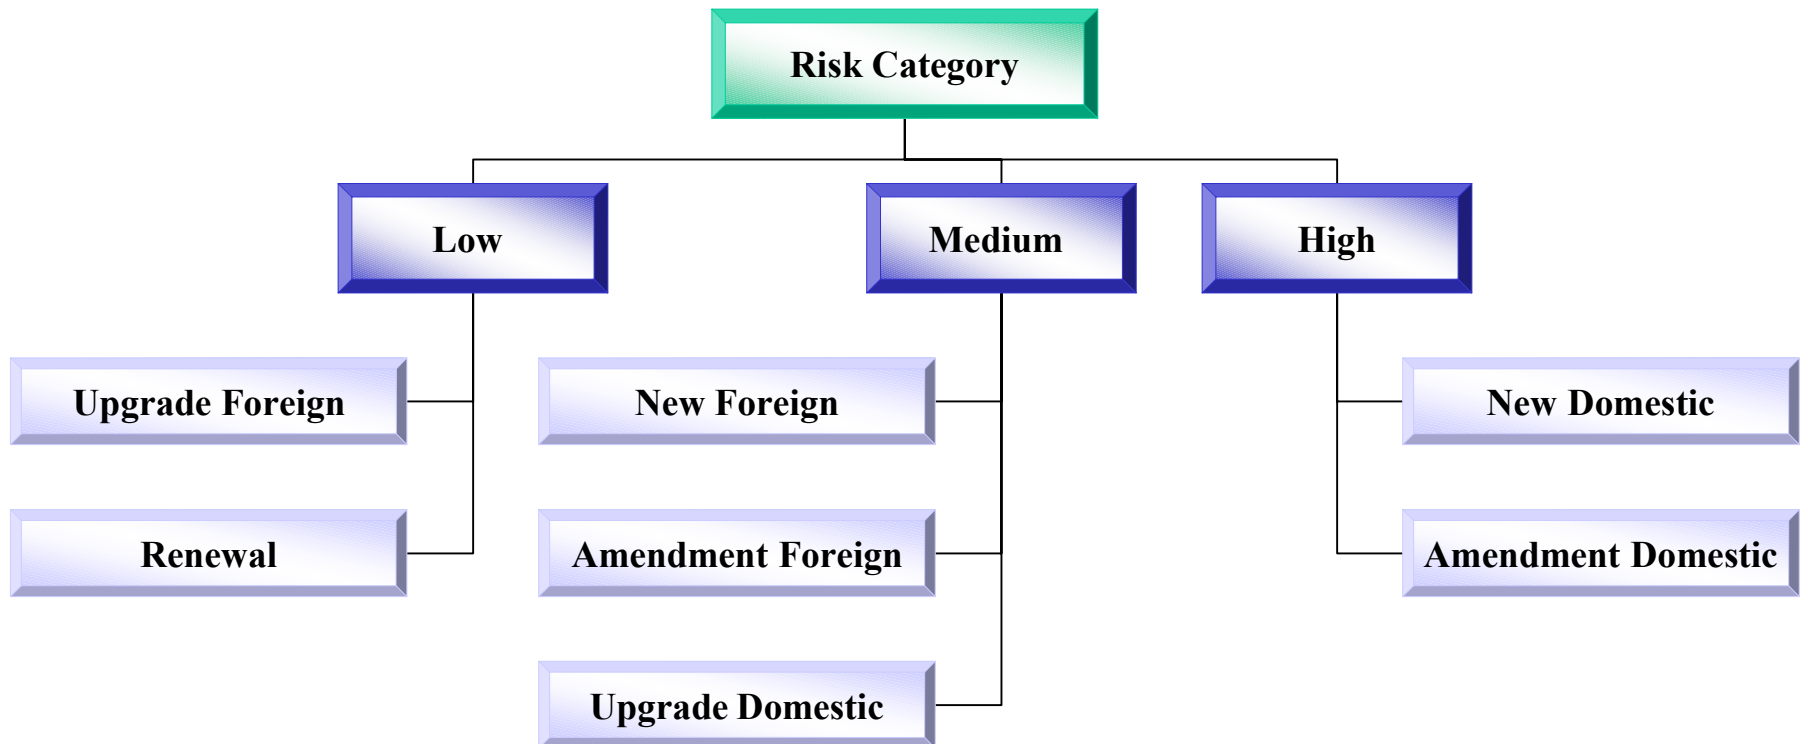 Risk Category
Low
Medium
High
Upgrade Foreign
New Foreign
New Domestic
Renewal
Amendment Foreign
Amendment Domestic
Upgrade Domestic